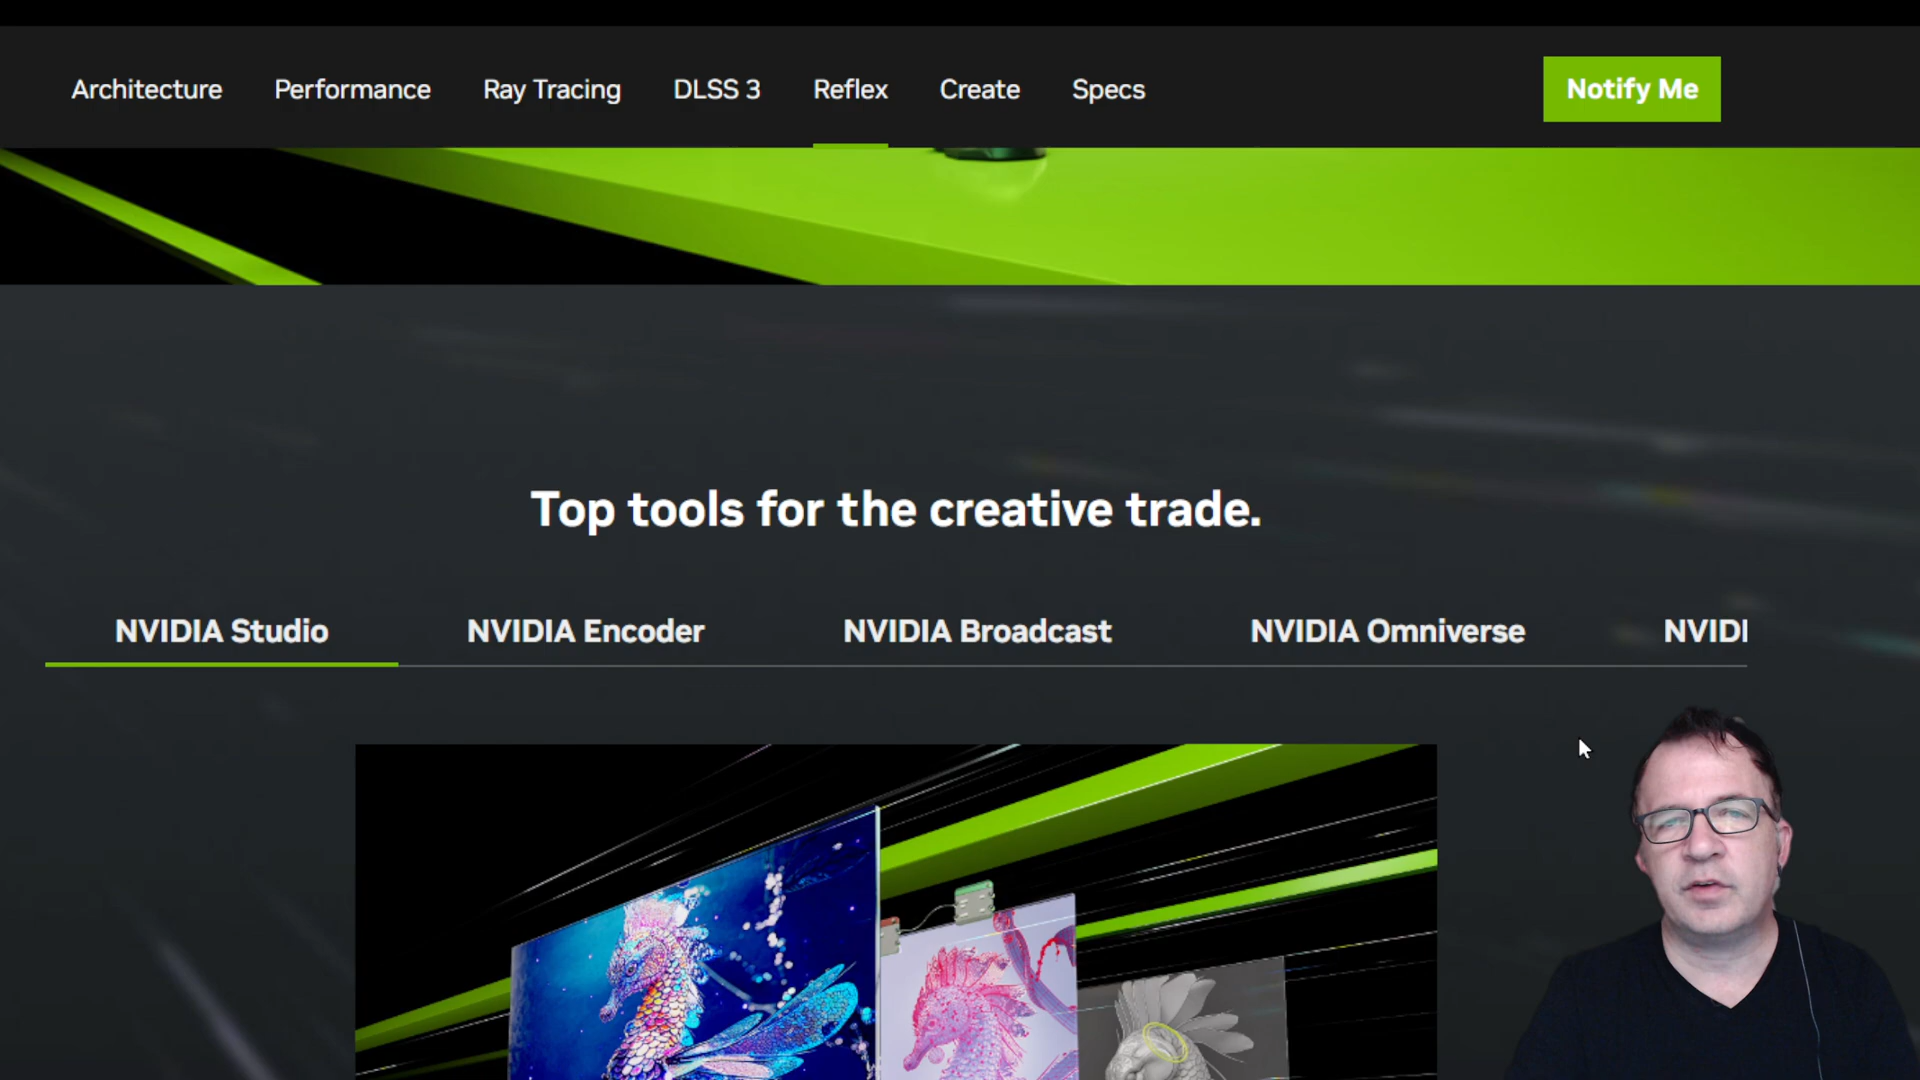 Architecture Performance Ray Tracing DLSS 3 Reflex Create Specs Notify Me
Top tools for the creative trade.
NVIDIA Studio NVIDIA Encoder NVIDIA Broadcast NVIDIA Omniverse NVIDI